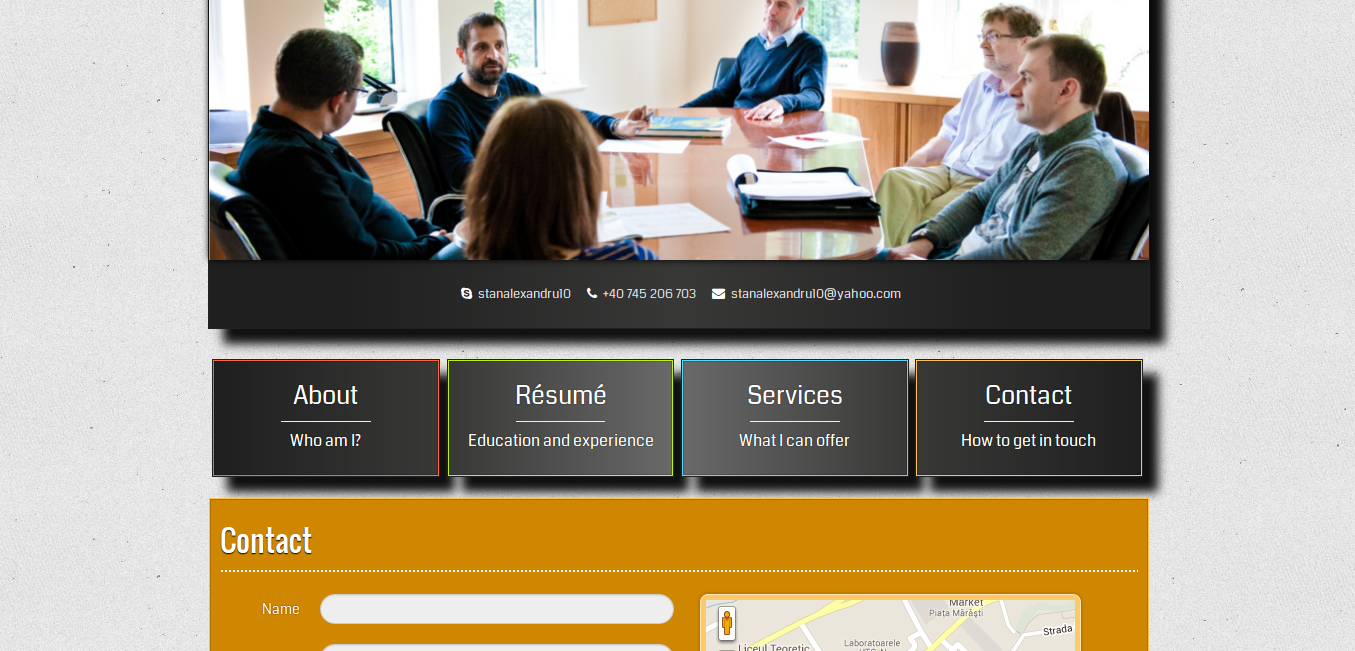 stanalexandru10 +40 745 206 703 stanalexandru10@yahoo.com
About Résumé Services Contact
Who am I? Education and experience What I can offer How to get in touch
Contact
Name
Market
Piața Mărăști
Strada
Laboratoarele
Liceul Teoretic